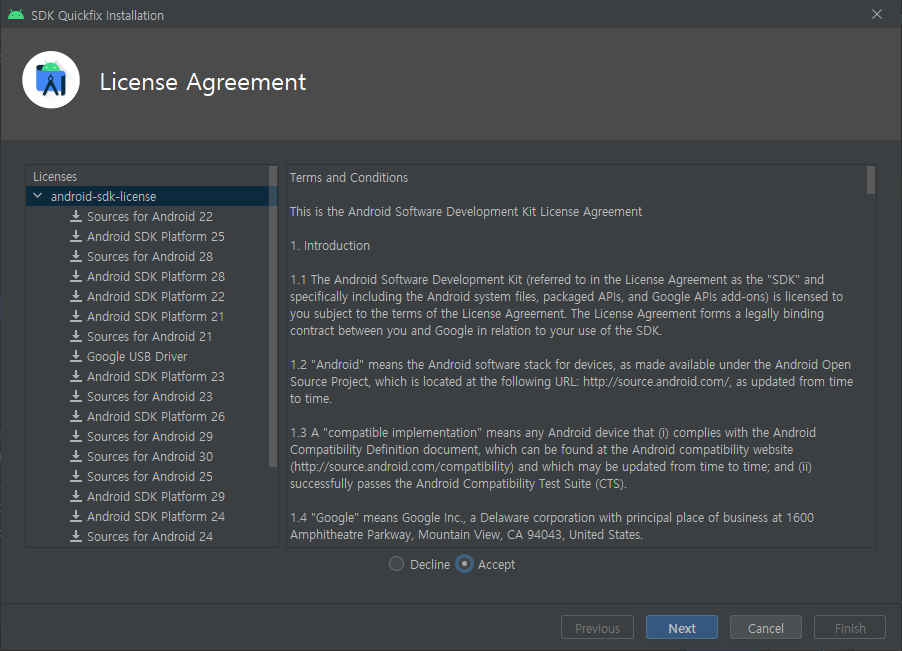 SDK Quickfix Installation
License Agreement
Licenses
android-sdk-license
Sources for Android 22
Android SDK Platform 25
Sources for Android 28
Android SDK Platform 28
Android SDK Platform 22
Android SDK Platform 21
Sources for Android 21
Google USB Driver
Android SDK Platform 23
Sources for Android 23
Android SDK Platform 26
Sources for Android 29
Sources for Android 30
Sources for Android 25
Android SDK Platform 29
Android SDK Platform 24
Sources for Android 24
Terms and Conditions
This is the Android Software Development Kit License Agreement
1. Introduction
1.1 The Android Software Development Kit (referred to in the License Agreement as the "SDK" and
specifically including the Android system files, packaged APIs, and Google APIs add-ons) is licensed to
you subject to the terms of the License Agreement. The License Agreement forms a legally binding
contract between you and Google in relation to your use of the SDK.
1.2 "Android" means the Android software stack for devices, as made available under the Android Open
Source Project, which is located at the following URL: http://source.android.com/, as updated from time
to time.
1.3 A "compatible implementation" means any Android device that (i) complies with the Android
Compatibility Definition document, which can be found at the Android compatibility website
(http://source.android.com/compatibility) and which may be updated from time to time; and (ii)
successfully passes the Android Compatibility Test Suite (CTS).
1.4 "Google" means Google Inc., a Delaware corporation with principal place of business at 1600
Amphitheatre Parkway, Mountain View, CA 94043, United States.
Decline Accept
Previous Next Cancel Finish